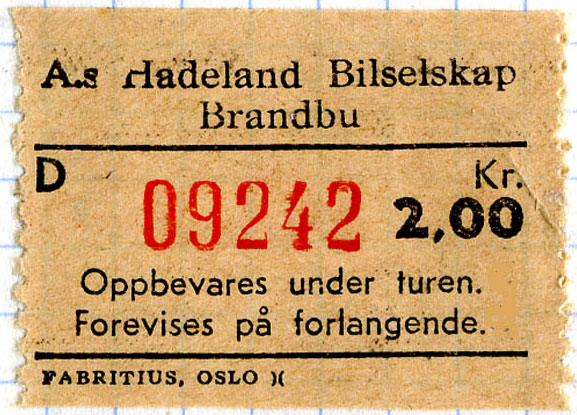 A.s Hadeland Bilselskap
Brandbu
D 09242 Kr. 2,00
Oppbevares under turen.
Forevises på forlangende.
FABRITIUS, OSLO )(